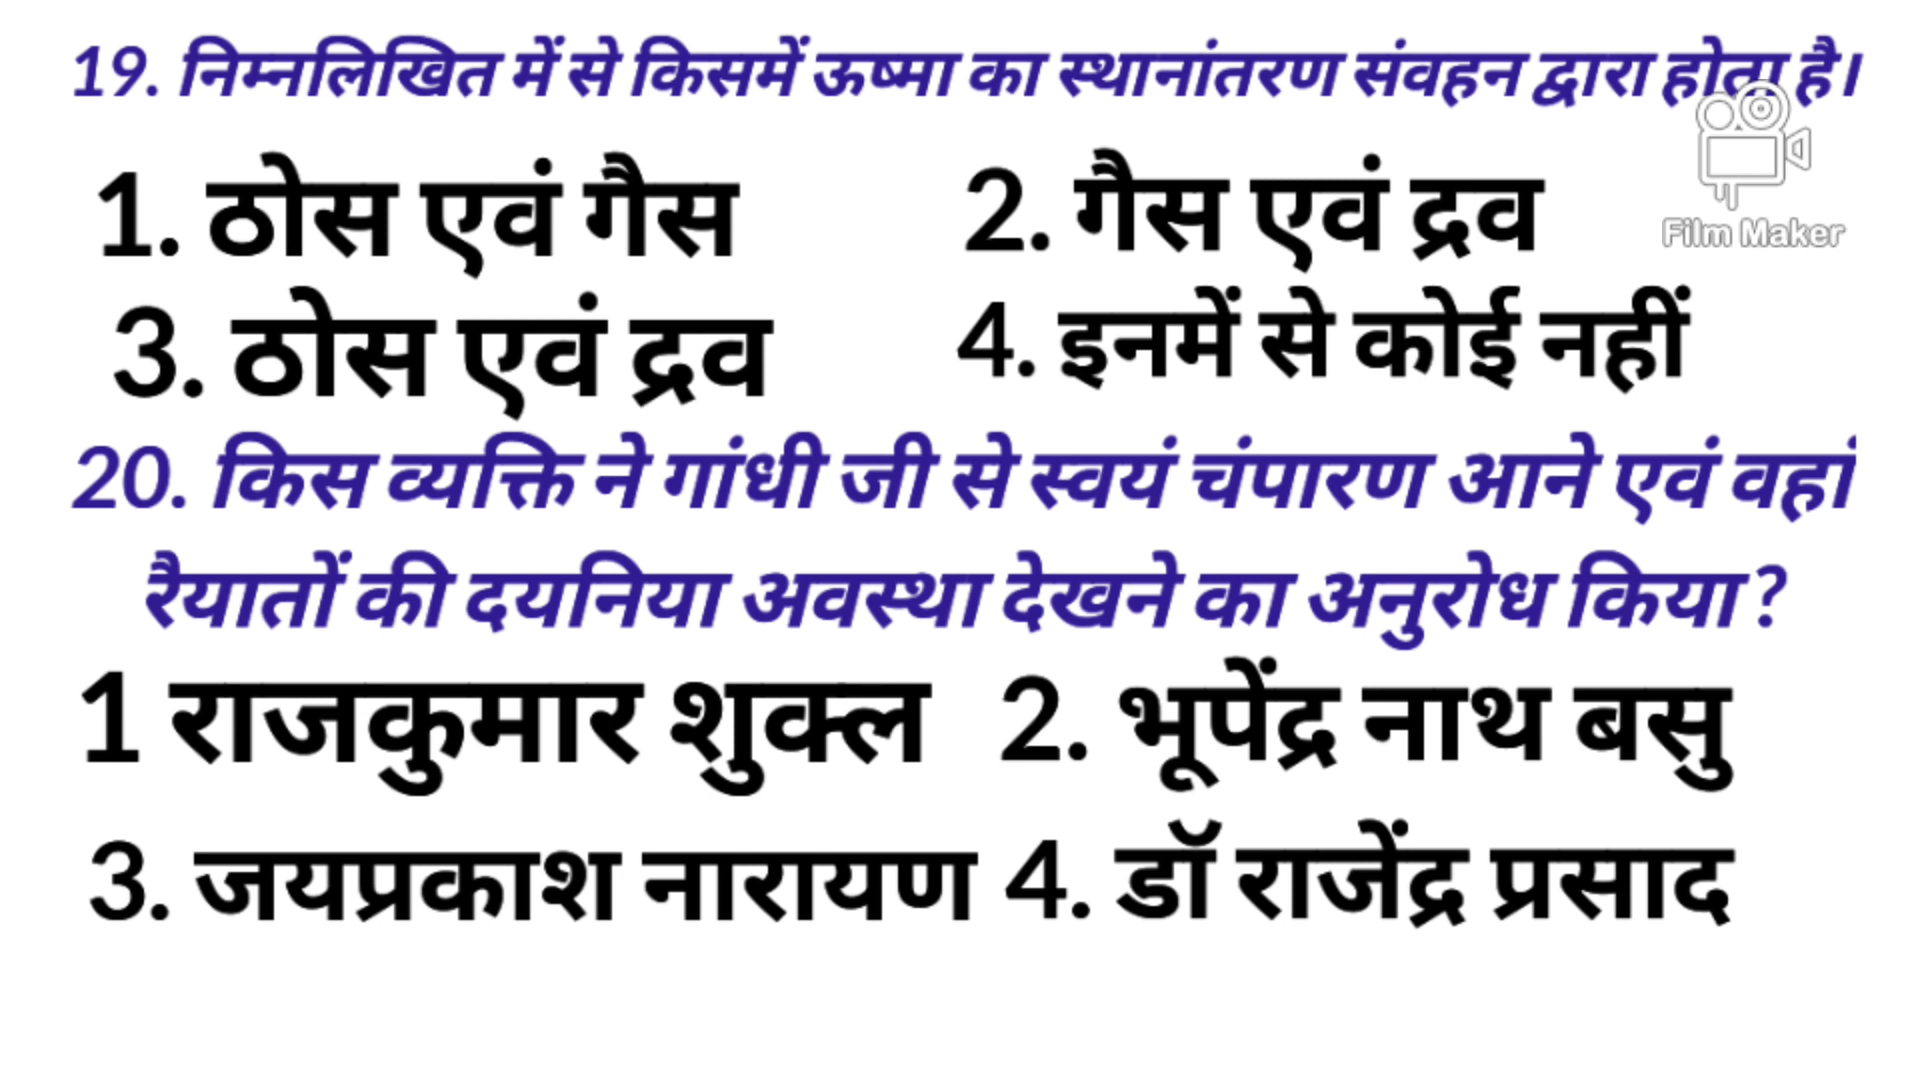 19. निम्नलिखित में से किसमें ऊष्मा का स्थानांतरण संवहन द्वारा होता है।
1. ठोस एवं गैस 2. गैस एवं द्रव
Film Maker
3. ठोस एवं द्रव 4. इनमें से कोई नहीं
20. किस व्यक्ति ने गांधी जी से स्वयं चंपारण आने एवं वहां
रैयातों की दयनिया अवस्था देखने का अनुरोध किया?
1 राजकुमार शुक्ल 2. भूपेंद्र नाथ बसु
3. जयप्रकाश नारायण 4. डॉ राजेंद्र प्रसाद